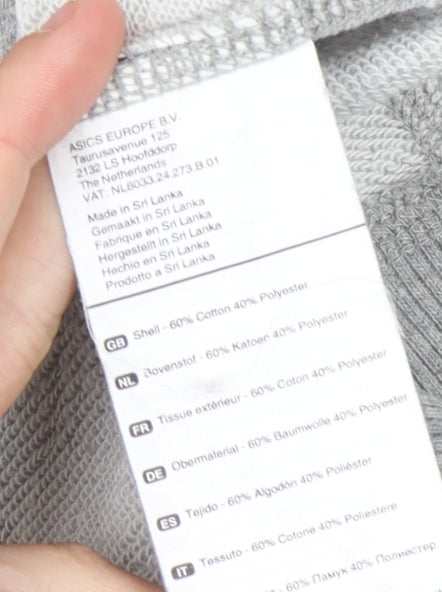 ASICS EUROPE B.V.
Taurusavenue 125
2132 LS Hoofddorp
The Netherlands
VAT: NL8033.24.273.B.01
Made in Sri Lanka
Gemaakt in Sri Lanka
Fabrique en Sri Lanka
Hergestellt in Sri Lanka
Hecho en Sri Lanka
Prodotto a Sri Lanka
GB Shell - 60% Cotton 40% Polyester
NL Bovenstof - 60% Katoen 40% Polyester
FR Tissue extérieur - 60% Coton 40% Polyester
DE Obermaterial - 60% Baumwolle 40% Polyester
ES Tejido - 60% Algodón 40% Poliéster
IT Tessuto - 60% Cotone 40% Poliestere
- 60% Памук 40% Полиестер